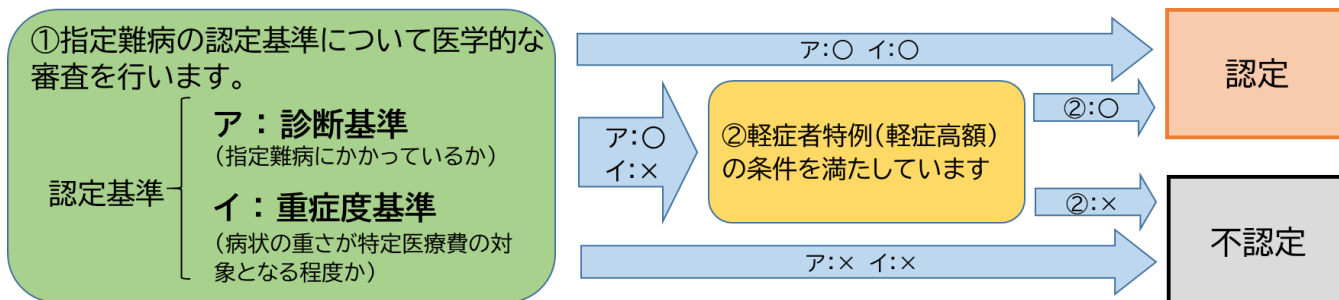 ①指定難病の認定基準について医学的な
審査を行います。
認定基準
ア：診断基準
（指定難病にかかっているか）
イ：重症度基準
（病状の重さが特定医療費の対
象となる程度か）
ア：〇 イ：〇
ア：〇
イ：×
②軽症者特例（軽症高額）
の条件を満たしています
②：〇
②：×
ア：× イ：×
認定
不認定